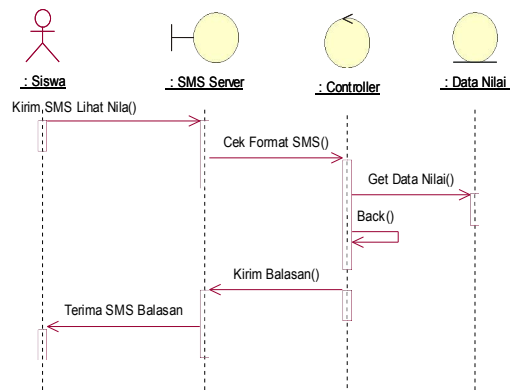 : Siswa
: SMS Server
: Controller
: Data Nilai
Kirim SMS Lihat Nila()
Cek Format SMS()
Get Data Nilai()
Back()
Kirim Balasan()
Terima SMS Balasan